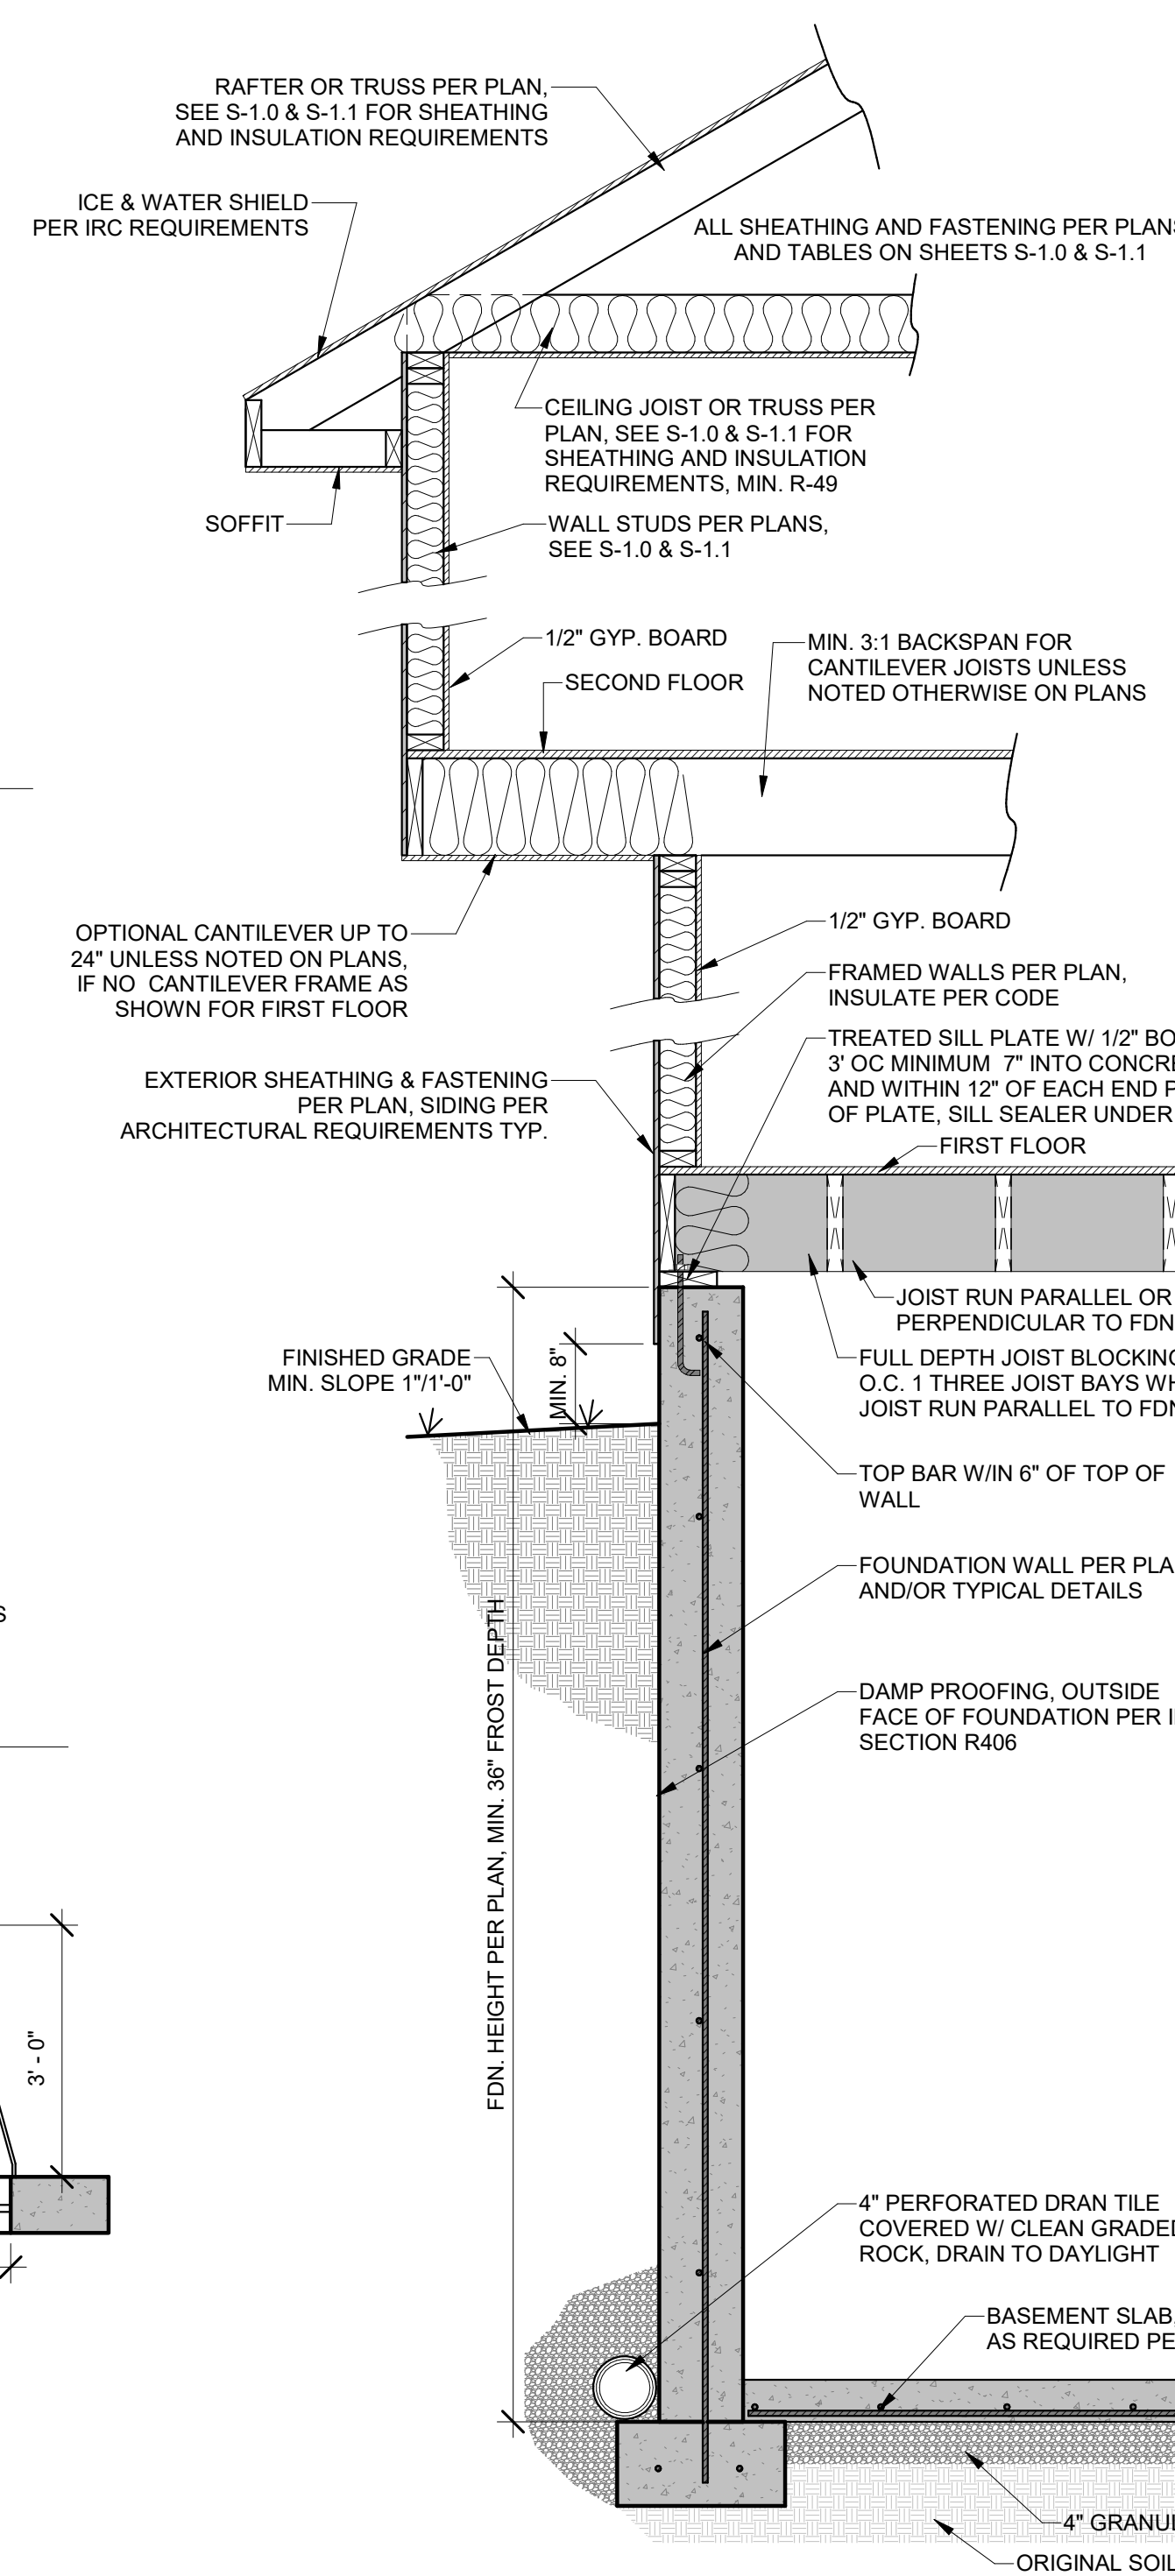 RAFTER OR TRUSS PER PLAN,
SEE S-1.0 & S-1.1 FOR SHEATHING
AND INSULATION REQUIREMENTS
ICE & WATER SHIELD
PER IRC REQUIREMENTS
ALL SHEATHING AND FASTENING PER PLANS
AND TABLES ON SHEETS S-1.0 & S-1.1
CEILING JOIST OR TRUSS PER
PLAN, SEE S-1.0 & S-1.1 FOR
SHEATHING AND INSULATION
REQUIREMENTS, MIN. R-49
SOFFIT
WALL STUDS PER PLANS,
SEE S-1.0 & S-1.1
1/2" GYP. BOARD
SECOND FLOOR
MIN. 3:1 BACKSPAN FOR
CANTILEVER JOISTS UNLESS
NOTED OTHERWISE ON PLANS
OPTIONAL CANTILEVER UP TO
24" UNLESS NOTED ON PLANS,
IF NO CANTILEVER FRAME AS
SHOWN FOR FIRST FLOOR
1/2" GYP. BOARD
FRAMED WALLS PER PLAN,
INSULATE PER CODE
TREATED SILL PLATE W/ 1/2" BO
3' OC MINIMUM 7" INTO CONCRE
AND WITHIN 12" OF EACH END P
OF PLATE, SILL SEALER UNDER
EXTERIOR SHEATHING & FASTENING
PER PLAN, SIDING PER
ARCHITECTURAL REQUIREMENTS TYP.
FIRST FLOOR
JOIST RUN PARALLEL OR
PERPENDICULAR TO FDN
FINISHED GRADE
MIN. SLOPE 1"/1'-0"
MIN. 8"
FULL DEPTH JOIST BLOCKING
O.C. 1 THREE JOIST BAYS WH
JOIST RUN PARALLEL TO FDN
TOP BAR W/IN 6" OF TOP OF
WALL
FOUNDATION WALL PER PLA
AND/OR TYPICAL DETAILS
S
FDN. HEIGHT PER PLAN, MIN. 36" FROST DEPTH
DAMP PROOFING, OUTSIDE
FACE OF FOUNDATION PER I
SECTION R406
3' - 0"
4" PERFORATED DRAN TILE
COVERED W/ CLEAN GRADED
ROCK, DRAIN TO DAYLIGHT
BASEMENT SLAB,
AS REQUIRED PE
4" GRANUL
ORIGINAL SOIL